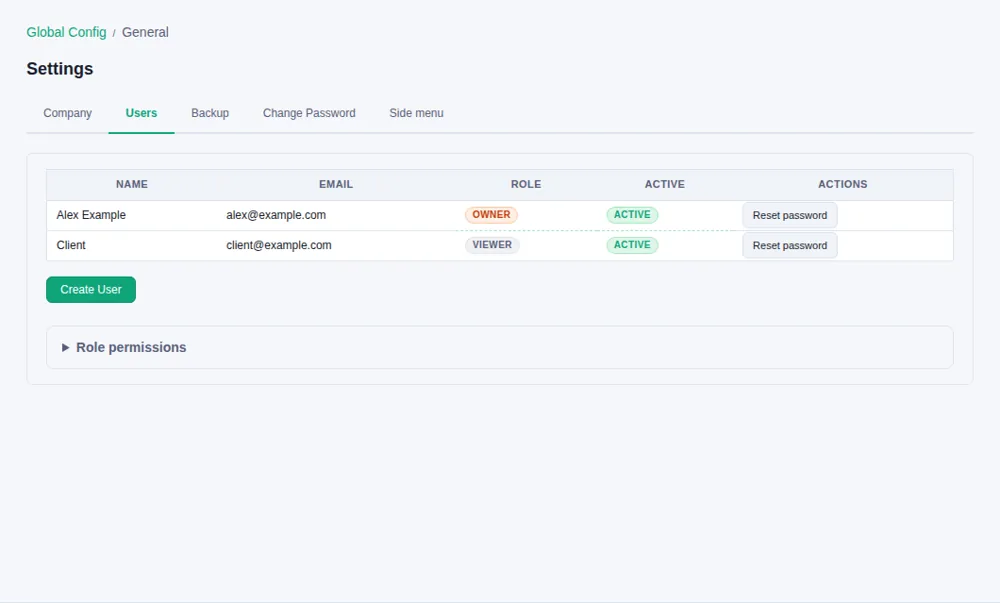 Global Config / General
Settings
Company Users Backup Change Password Side menu
NAME EMAIL ROLE ACTIVE ACTIONS
Alex Example alex@example.com OWNER ACTIVE Reset password
Client client@example.com VIEWER ACTIVE Reset password
Create User
Role permissions